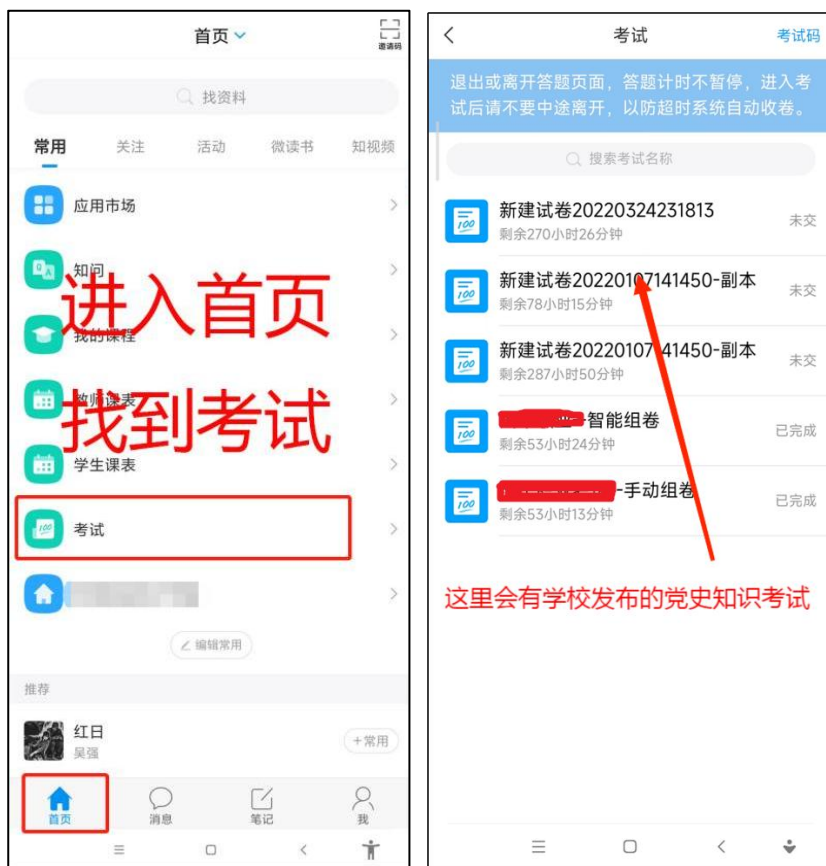 首页
邀请码
找资料
常用 关注 活动 微读书 知视频
应用市场
知问
进入首页
我的课程
教师课表
找到考试
学生课表
考试
编辑常用
推荐
红日
吴强
+常用
首页 消息 笔记 我
考试 考试码
退出或离开答题页面，答题计时不暂停，进入考
试后请不要中途离开，以防超时系统自动收卷。
搜索考试名称
新建试卷20220324231813
剩余270小时26分钟
未交
新建试卷20220107141450-副本
剩余78小时15分钟
未交
新建试卷20220107141450-副本
剩余287小时50分钟
未交
-智能组卷
剩余53小时24分钟
已完成
-手动组卷
剩余53小时13分钟
已完成
这里会有学校发布的党史知识考试